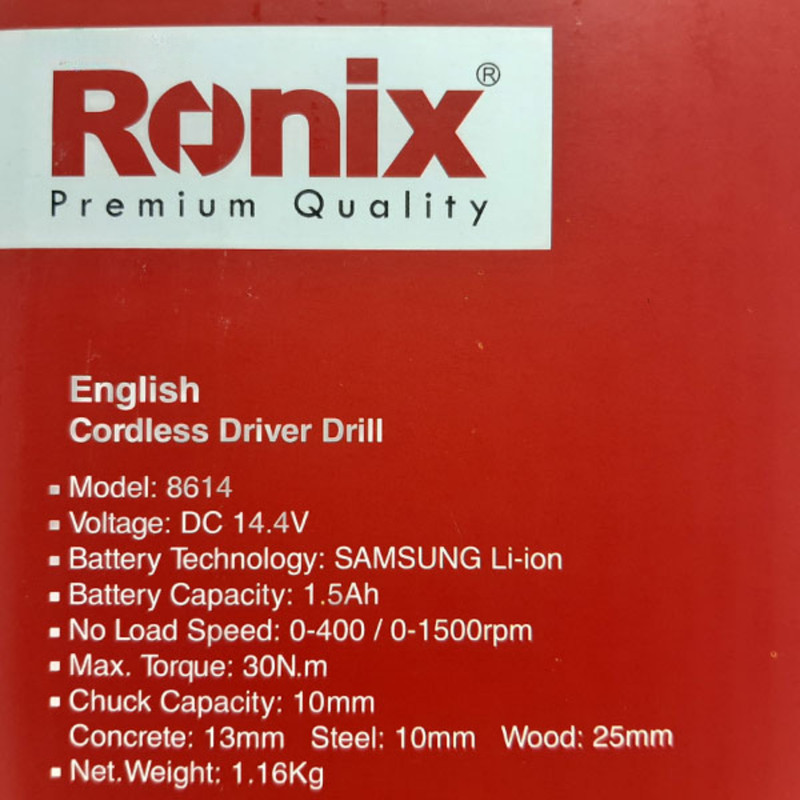 Ronix®
Premium Quality
English
Cordless Driver Drill
▪ Model: 8614
▪ Voltage: DC 14.4V
▪ Battery Technology: SAMSUNG Li-ion
▪ Battery Capacity: 1.5Ah
▪ No Load Speed: 0-400 / 0-1500rpm
▪ Max. Torque: 30N.m
▪ Chuck Capacity: 10mm
Concrete: 13mm Steel: 10mm Wood: 25mm
▪ Net.Weight: 1.16Kg